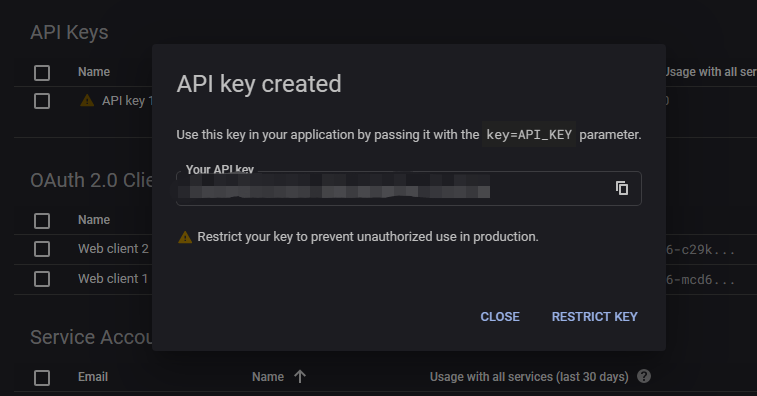 API Keys
Name
Usage with all ser
API key 1
API key created
Use this key in your application by passing it with the key=API_KEY parameter.
Your API key
Restrict your key to prevent unauthorized use in production.
CLOSE
RESTRICT KEY
OAuth 2.0 Clie
Name
Web client 2
6-c29k...
Web client 1
6-mcd6...
Service Accou
Email
Name
Usage with all services (last 30 days)